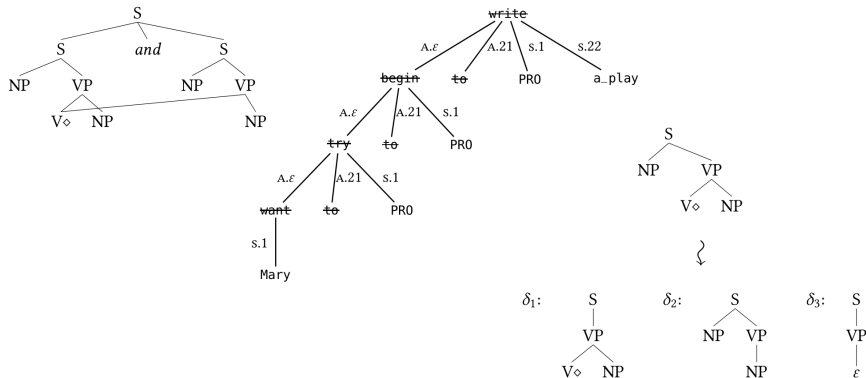 S
S and S
NP VP NP VP
V◇ NP NP
write
A.ε A.21 s.1 s.22
begin to PRO a_play
A.ε A.21 s.1
try to PRO
A.ε A.21 s.1
want to PRO
s.1
Mary
S
NP VP
V◇ NP
δ₁: S δ₂: S δ₃: S
VP NP VP VP
V◇ NP NP ε